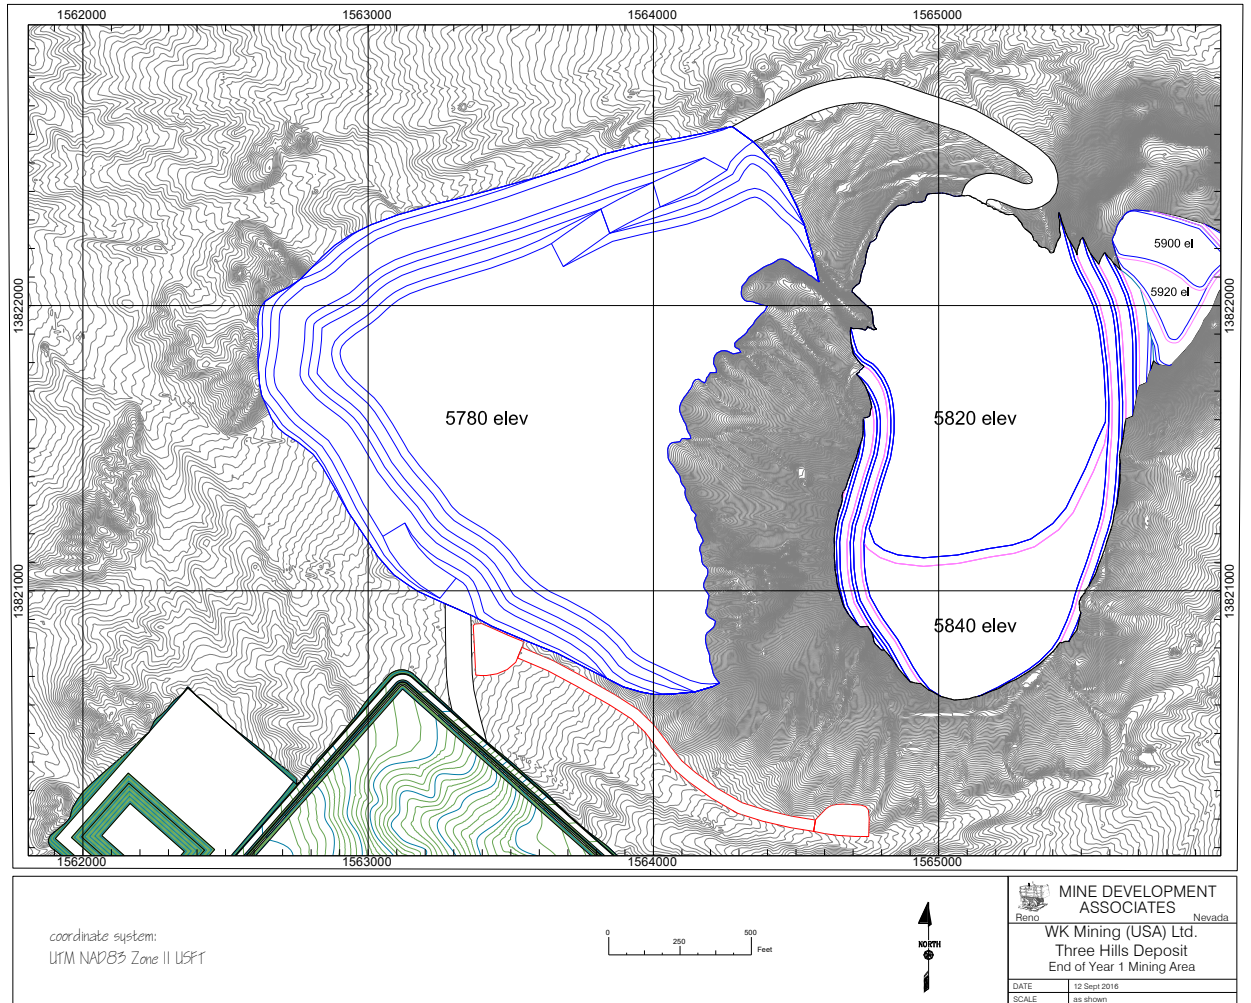 1562000 1563000 1564000 1565000
5900 el
5920 el
13822000 13822000
5780 elev 5820 elev
13821000 13821000
5840 elev
1562000 1563000 1564000 1565000
coordinate system:
UTM NAD83 Zone 11 USFT
0 250 500
Feet
NORTH
MINE DEVELOPMENT
ASSOCIATES
Reno Nevada
WK Mining (USA) Ltd.
Three Hills Deposit
End of Year 1 Mining Area
DATE 12 Sept 2016
SCALE as shown